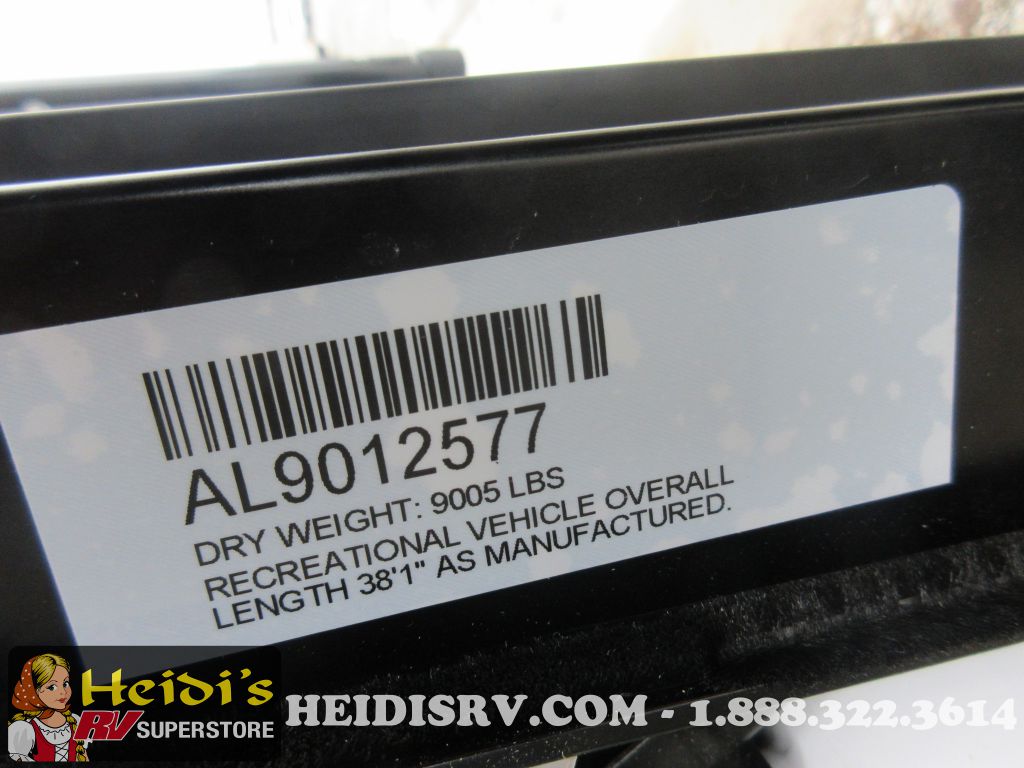 AL9012577
DRY WEIGHT: 9005 LBS
RECREATIONAL VEHICLE OVERALL
LENGTH 38'1" AS MANUFACTURED.
Heidi's
RV SUPERSTORE
HEIDISRV.COM - 1.888.322.3614